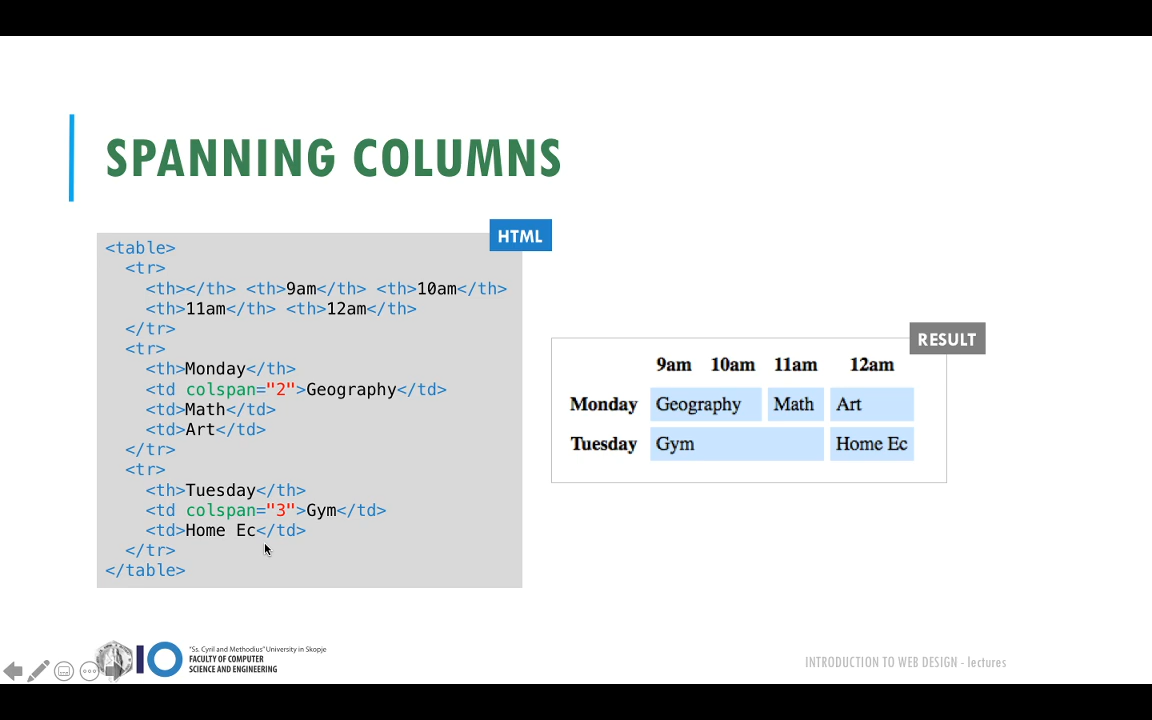 SPANNING COLUMNS
HTML
<table>
<tr>
<th></th> <th>9am</th> <th>10am</th>
<th>11am</th> <th>12am</th>
</tr>
<tr>
<th>Monday</th>
<td colspan="2">Geography</td>
<td>Math</td>
<td>Art</td>
</tr>
<tr>
<th>Tuesday</th>
<td colspan="3">Gym</td>
<td>Home Ec</td>
</tr>
</table>
RESULT
9am 10am 11am 12am
Monday Geography Math Art
Tuesday Gym Home Ec
"Ss. Cyril and Methodius" University in Skopje
FACULTY OF COMPUTER
SCIENCE AND ENGINEERING
INTRODUCTION TO WEB DESIGN - lectures